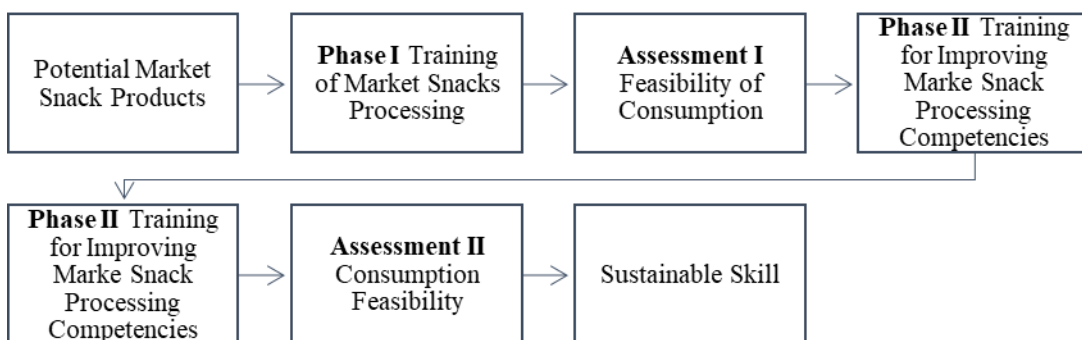 Potential Market
Snack Products
Phase I Training
of Market Snacks
Processing
Assessment I
Feasibility of
Consumption
Phase II Training
for Improving
Marke Snack
Processing
Competencies
Phase II Training
for Improving
Marke Snack
Processing
Competencies
Assessment II
Consumption
Feasibility
Sustainable Skill